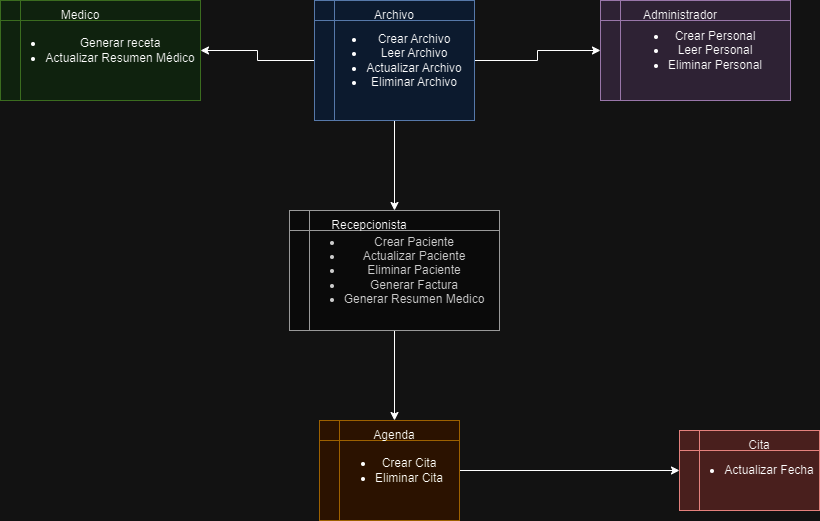 Medico
• Generar receta
• Actualizar Resumen Médico
Archivo
• Crear Archivo
• Leer Archivo
• Actualizar Archivo
• Eliminar Archivo
Administrador
• Crear Personal
• Leer Personal
• Eliminar Personal
Recepcionista
• Crear Paciente
• Actualizar Paciente
• Eliminar Paciente
• Generar Factura
• Generar Resumen Medico
Agenda
• Crear Cita
• Eliminar Cita
Cita
• Actualizar Fecha